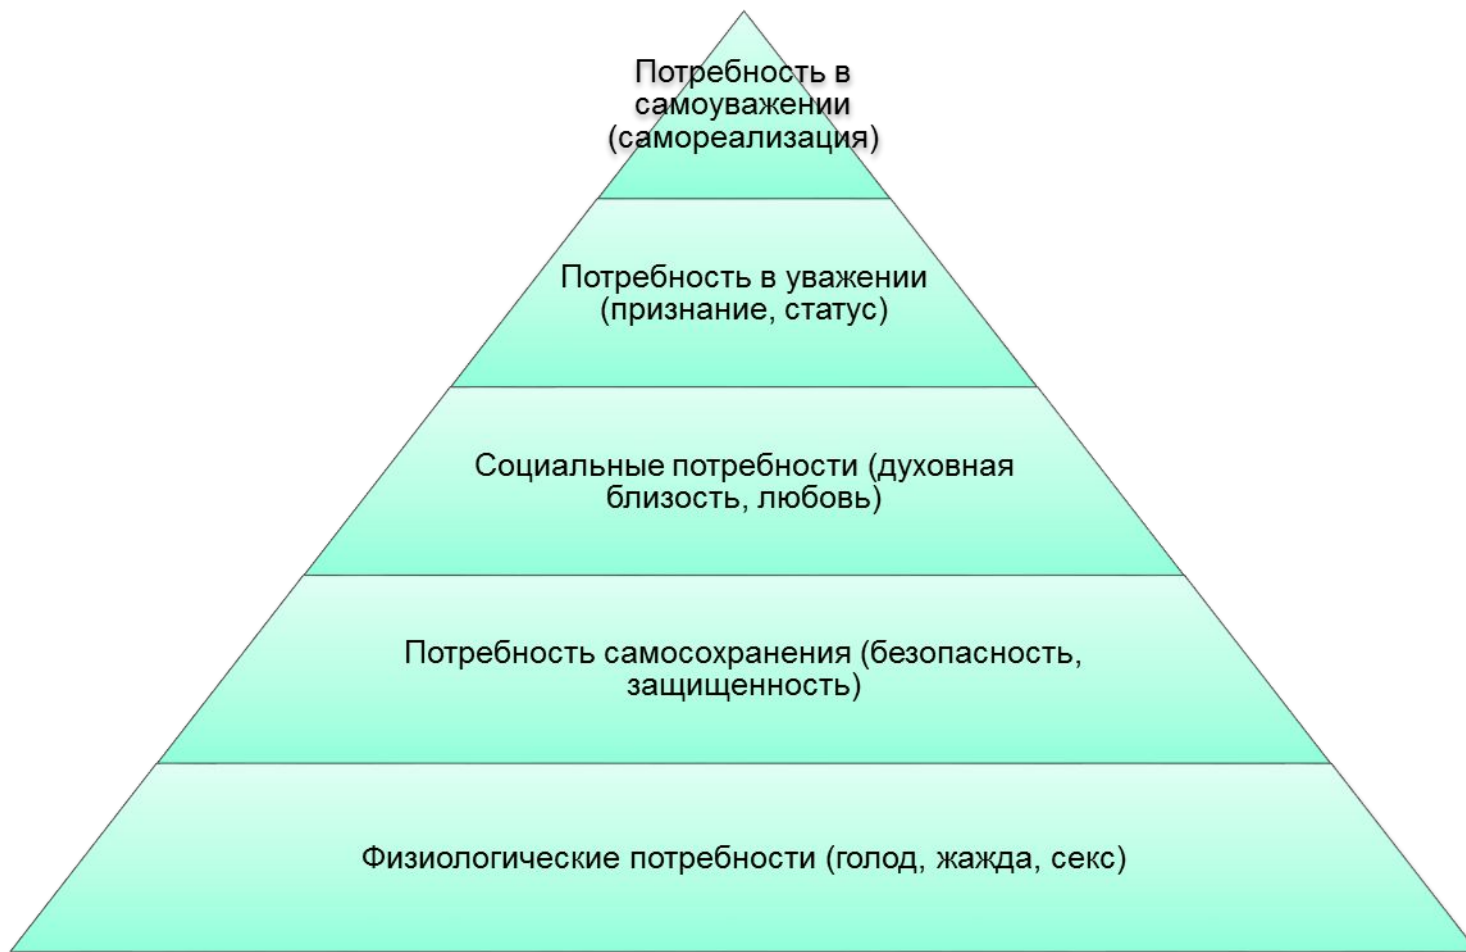 Потребность в
самоуважении
(самореализация)
Потребность в уважении
(признание, статус)
Социальные потребности (духовная
близость, любовь)
Потребность самосохранения (безопасность,
защищенность)
Физиологические потребности (голод, жажда, секс)